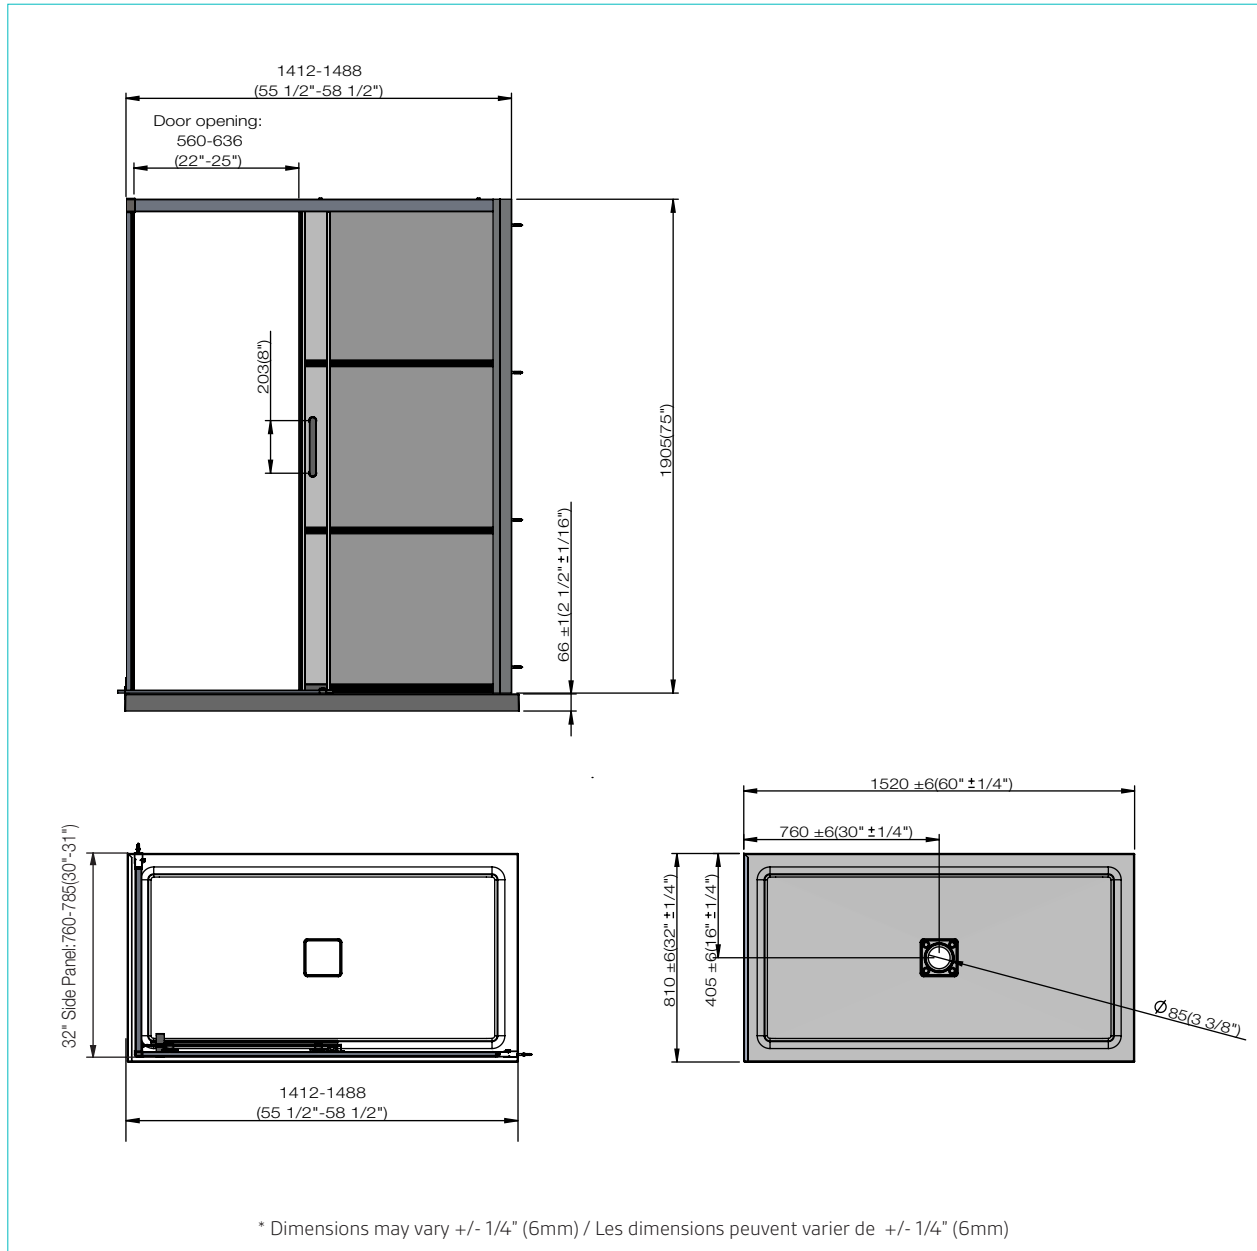 1412-1488
(55 1/2"-58 1/2")
Door opening:
560-636
(22"-25")
203(8")
1905(75")
66 ±1(2 1/2" ±1/16")
1520 ±6(60" ±1/4")
760 ±6(30" ±1/4")
32" Side Panel:760-785(30"-31")
810 ±6(32" ±1/4")
405 ±6(16" ±1/4")
Ø85(3 3/8")
1412-1488
(55 1/2"-58 1/2")
* Dimensions may vary +/- 1/4" (6mm) / Les dimensions peuvent varier de +/- 1/4" (6mm)